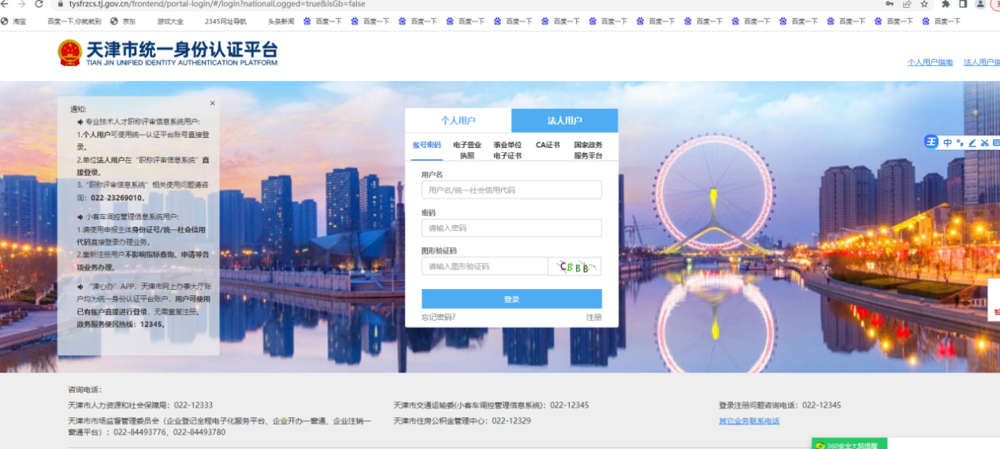 tysfrzcs.tj.gov.cn/frontend/portal-login/#/login?nationalLogged=true&isGb=false
淘宝 百度一下,你就知 京东 游戏大全 2345网址导航 头条新闻 百度一下 百度一下 百度一下 百度一下 百度一下 百度一下 百度一下 百度一下 百度一下 百度一下 百度一下 百度一下 百度一下 百度一下
天津市统一身份认证平台
TIAN JIN UNIFIED IDENTITY AUTHENTICATION PLATFORM
个人用户指南 法人用户指
通知:
×
专业技术人才职称评审信息系统用户:
1.个人用户可使用统一认证平台账号直接登
录。
2.单位法人用户在“职称评审信息系统”直
接登录。
3.“职称评审信息系统”相关使用问题请咨
询：022-23269010。
小客车调控管理信息系统用户:
1.请使用申报主体身份证号/统一社会信用
代码直接登录办理业务。
2.重新注册用户不影响指标查询、申请等各
项业务办理。
“津心办”APP、天津市网上办事大厅账
户均为统一身份认证平台账户，用户可使用
已有账户直接进行登录，无需重复注册。
政务服务便民热线：12345。
个人用户 法人用户
账号密码 电子营业执照 事业单位电子证书 CA证书 国家政务服务平台
用户名
用户名/统一社会信用代码
密码
请输入密码
图形验证码
请输入图形验证码 CBBB
登录
忘记密码? 注册
王 中
咨询电话：
天津市人力资源和社会保障局：022-12333 天津市交通运输委(小客车调控管理信息系统)：022-12345 登录注册问题咨询电话：022-12345
天津市市场监督管理委员会（企业登记全程电子化服务平台、企业开办一窗通、企业注销一
窗通平台）：022-84493776、022-84493780
天津市住房公积金管理中心：022-12329 其它业务联系电话
360安全大脑提醒